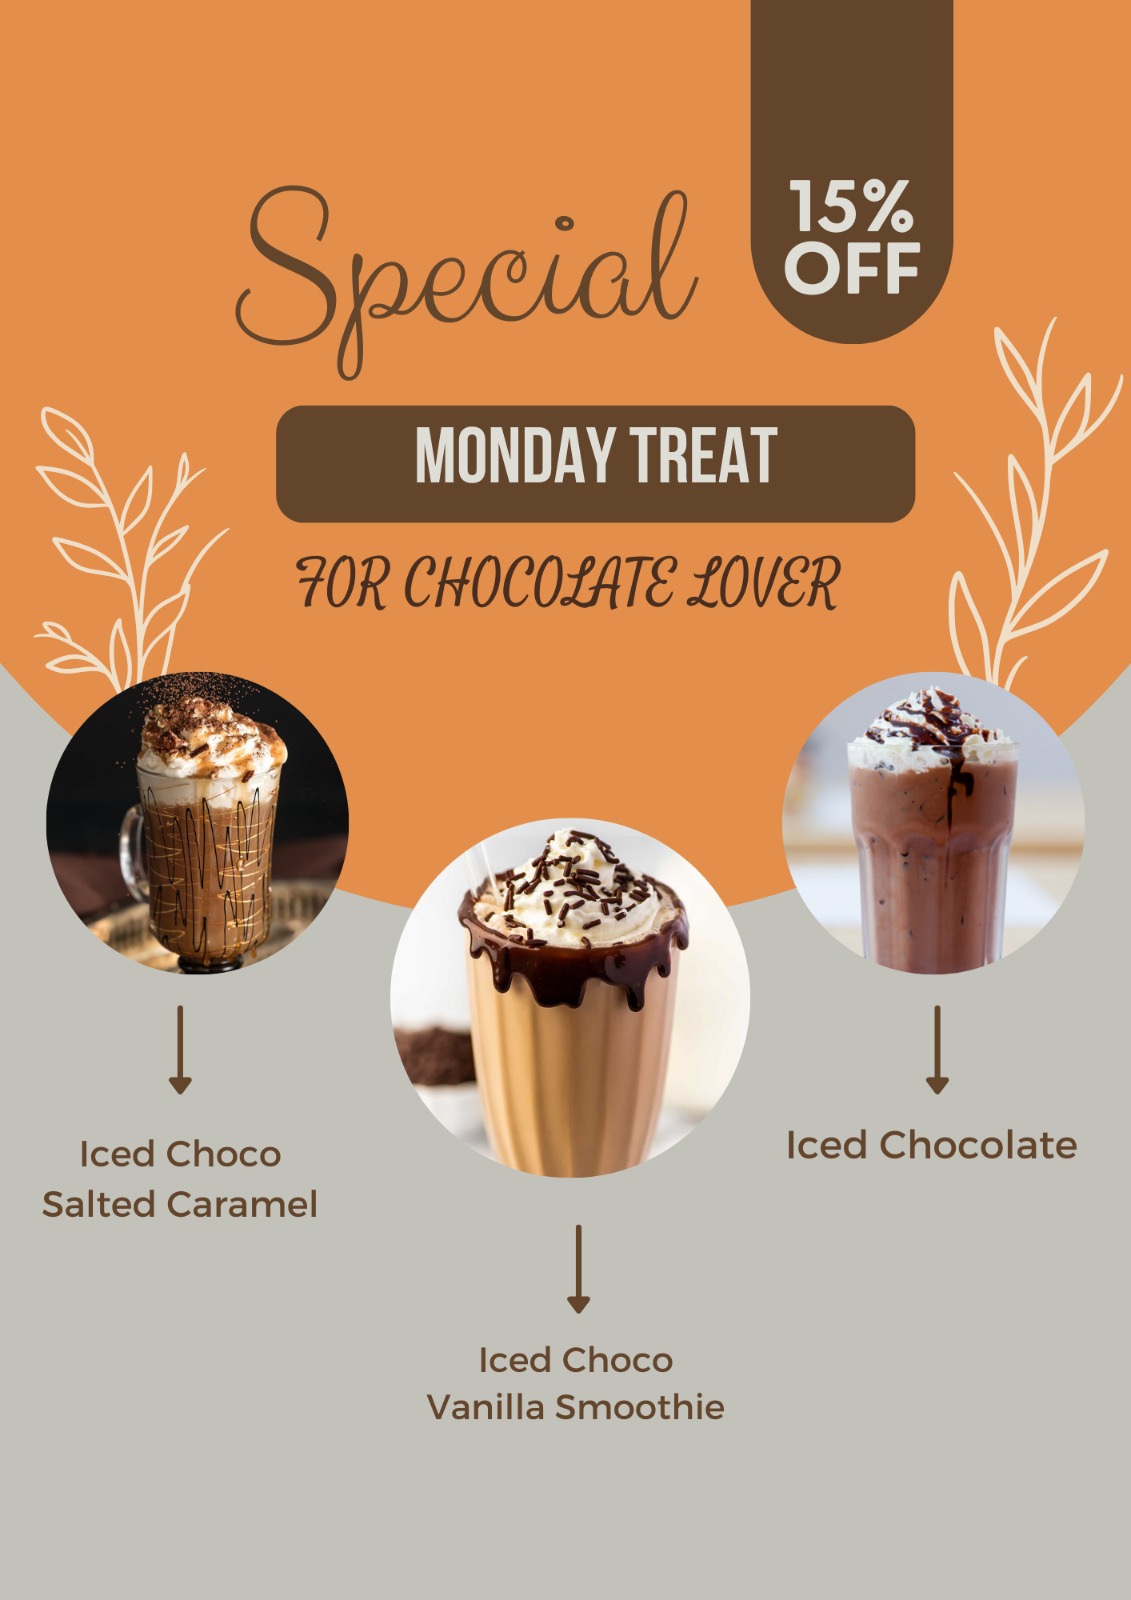 Special
15%
OFF
MONDAY TREAT
FOR CHOCOLATE LOVER
Iced Choco
Salted Caramel
Iced Chocolate
Iced Choco
Vanilla Smoothie